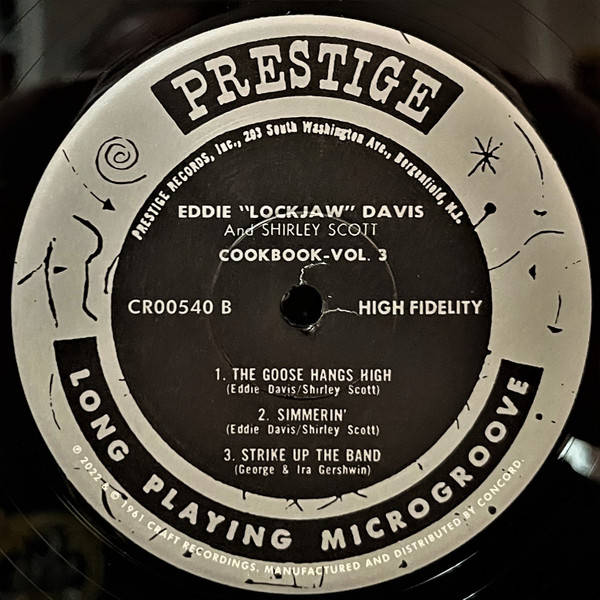 PRESTIGE
PRESTIGE RECORDS, Inc., 203 South Washington Ave., Bergenfield, N.J.
EDDIE "LOCKJAW" DAVIS
And SHIRLEY SCOTT
COOKBOOK-VOL. 3
CR00540 B
HIGH FIDELITY
1. THE GOOSE HANGS HIGH
(Eddie Davis/Shirley Scott)
2. SIMMERIN'
(Eddie Davis/Shirley Scott)
3. STRIKE UP THE BAND
(George & Ira Gershwin)
LONG PLAYING MICROGROOVE
℗ 2022 & © 1961 CRAFT RECORDINGS. MANUFACTURED AND DISTRIBUTED BY CONCORD.